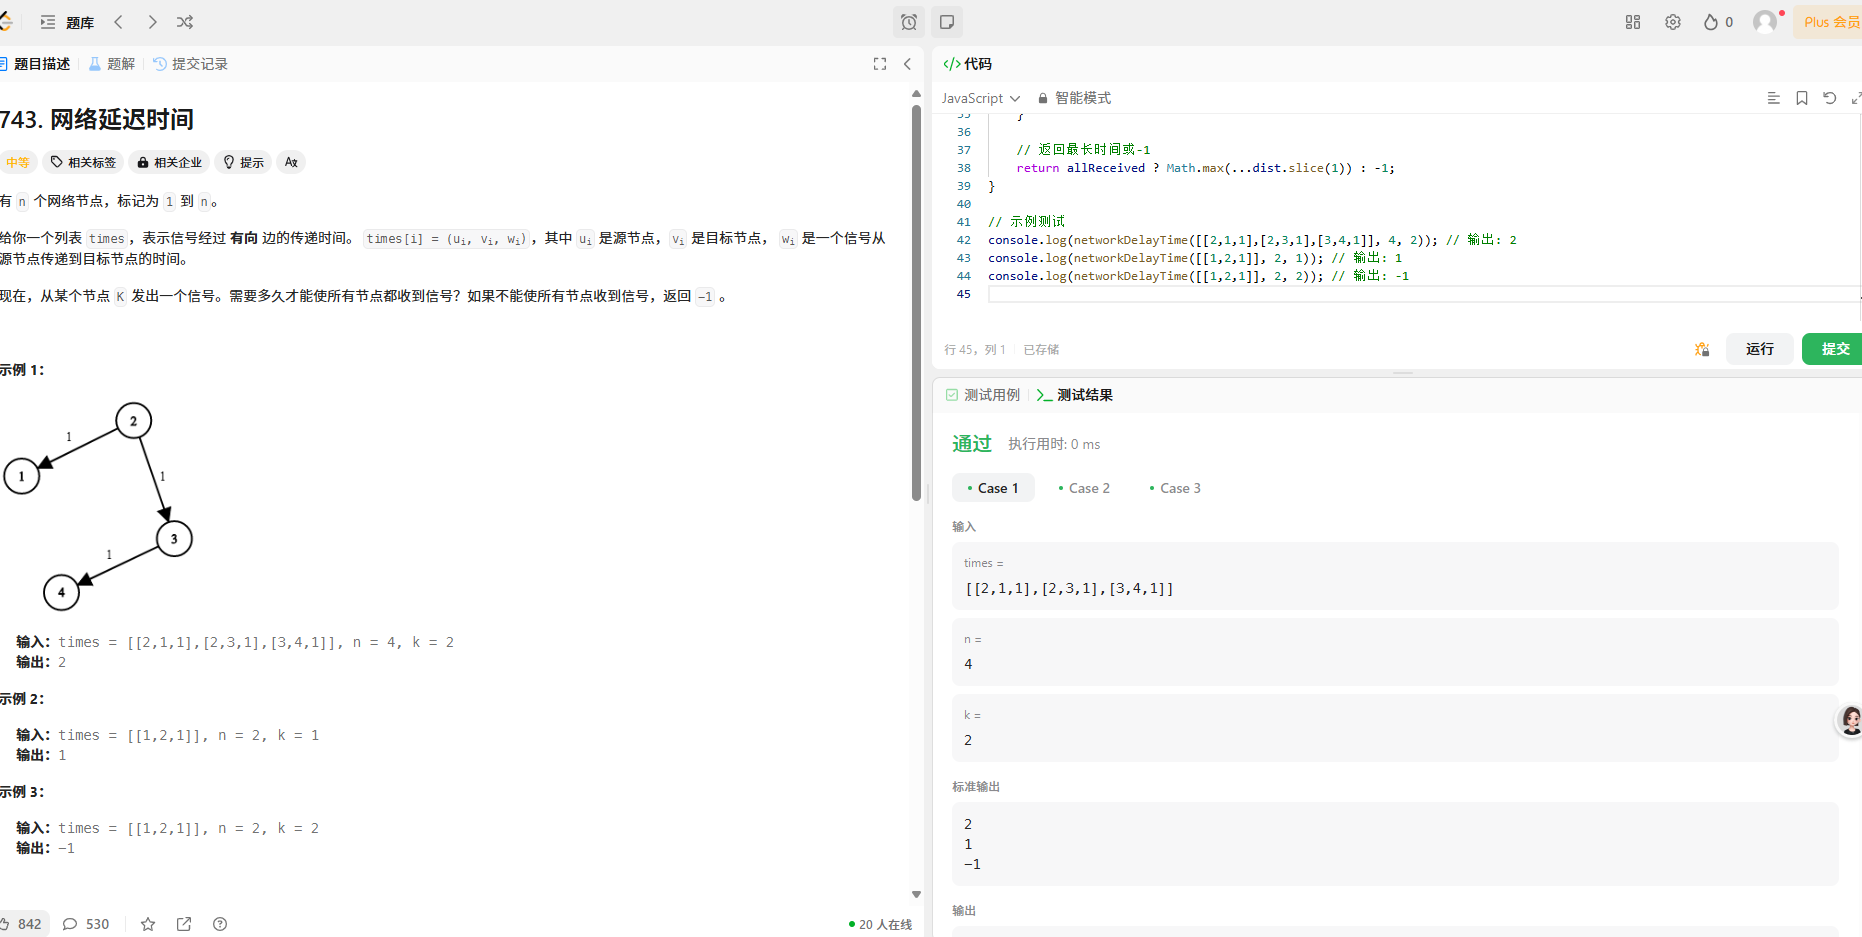 题库
0
Plus 会员
题目描述
题解
提交记录
743. 网络延迟时间
中等
相关标签
相关企业
提示
有 n 个网络节点，标记为 1 到 n。
给你一个列表 times，表示信号经过 有向 边的传递时间。 times[i] = (ui, vi, wi)，其中 ui 是源节点，vi 是目标节点， wi 是一个信号从
源节点传递到目标节点的时间。
现在，从某个节点 K 发出一个信号。需要多久才能使所有节点都收到信号？如果不能使所有节点收到信号，返回 -1 。
示例 1：
2
1
1
1
3
1
4
输入：times = [[2,1,1],[2,3,1],[3,4,1]], n = 4, k = 2
输出：2
示例 2：
输入：times = [[1,2,1]], n = 2, k = 1
输出：1
示例 3：
输入：times = [[1,2,1]], n = 2, k = 2
输出：-1
842
530
20 人在线
代码
JavaScript
智能模式
35 }
36
37 // 返回最长时间或-1
38 return allReceived ? Math.max(...dist.slice(1)) : -1;
39 }
40
41 // 示例测试
42 console.log(networkDelayTime([[2,1,1],[2,3,1],[3,4,1]], 4, 2)); // 输出: 2
43 console.log(networkDelayTime([[1,2,1]], 2, 1)); // 输出: 1
44 console.log(networkDelayTime([[1,2,1]], 2, 2)); // 输出: -1
45
行 45，列 1
已存储
运行
提交
测试用例
测试结果
通过
执行用时: 0 ms
Case 1
Case 2
Case 3
输入
times =
[[2,1,1],[2,3,1],[3,4,1]]
n =
4
k =
2
标准输出
2
1
-1
输出